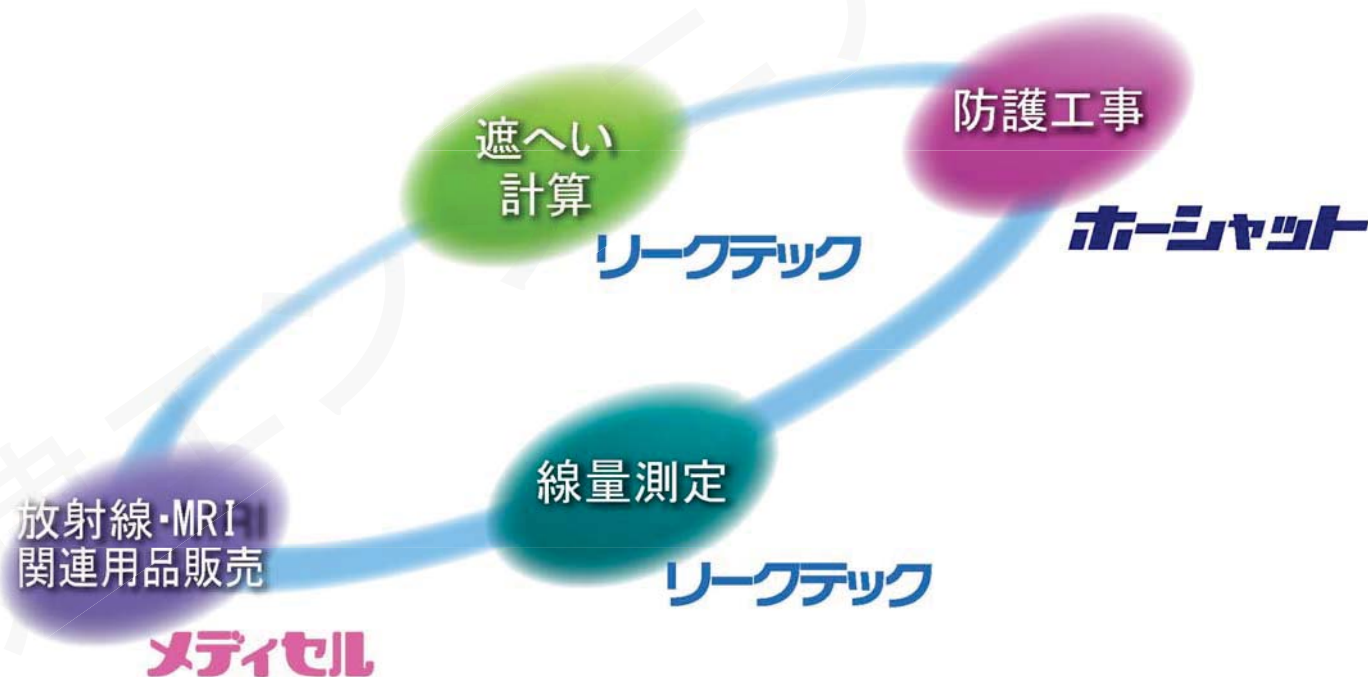 遮へい
計算
リークテック
防護工事
ホーシャット
線量測定
リークテック
放射線・MRI
関連用品販売
メディセル